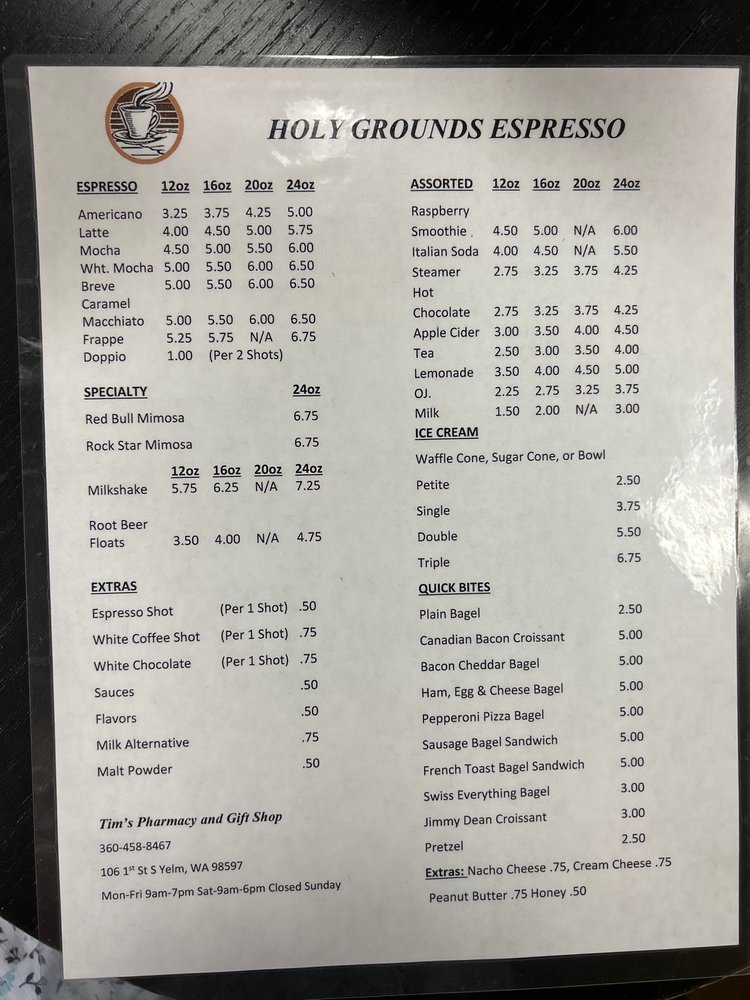 HOLY GROUNDS ESPRESSO
ESPRESSO 12oz 16oz 20oz 24oz
Americano 3.25 3.75 4.25 5.00
Latte 4.00 4.50 5.00 5.75
Mocha 4.50 5.00 5.50 6.00
Wht. Mocha 5.00 5.50 6.00 6.50
Breve 5.00 5.50 6.00 6.50
Caramel
Macchiato 5.00 5.50 6.00 6.50
Frappe 5.25 5.75 N/A 6.75
Doppio 1.00 (Per 2 Shots)
SPECIALTY 24oz
Red Bull Mimosa 6.75
Rock Star Mimosa 6.75
12oz 16oz 20oz 24oz
Milkshake 5.75 6.25 N/A 7.25
Root Beer
Floats 3.50 4.00 N/A 4.75
EXTRAS
Espresso Shot (Per 1 Shot) .50
White Coffee Shot (Per 1 Shot) .75
White Chocolate (Per 1 Shot) .75
Sauces .50
Flavors .50
Milk Alternative .75
Malt Powder .50
Tim's Pharmacy and Gift Shop
360-458-8467
106 1st St S Yelm, WA 98597
Mon-Fri 9am-7pm Sat-9am-6pm Closed Sunday
ASSORTED 12oz 16oz 20oz 24oz
Raspberry
Smoothie 4.50 5.00 N/A 6.00
Italian Soda 4.00 4.50 N/A 5.50
Steamer 2.75 3.25 3.75 4.25
Hot
Chocolate 2.75 3.25 3.75 4.25
Apple Cider 3.00 3.50 4.00 4.50
Tea 2.50 3.00 3.50 4.00
Lemonade 3.50 4.00 4.50 5.00
OJ. 2.25 2.75 3.25 3.75
Milk 1.50 2.00 N/A 3.00
ICE CREAM
Waffle Cone, Sugar Cone, or Bowl
Petite 2.50
Single 3.75
Double 5.50
Triple 6.75
QUICK BITES
Plain Bagel 2.50
Canadian Bacon Croissant 5.00
Bacon Cheddar Bagel 5.00
Ham, Egg & Cheese Bagel 5.00
Pepperoni Pizza Bagel 5.00
Sausage Bagel Sandwich 5.00
French Toast Bagel Sandwich 5.00
Swiss Everything Bagel 3.00
Jimmy Dean Croissant 3.00
Pretzel 2.50
Extras: Nacho Cheese .75, Cream Cheese .75
Peanut Butter .75 Honey .50